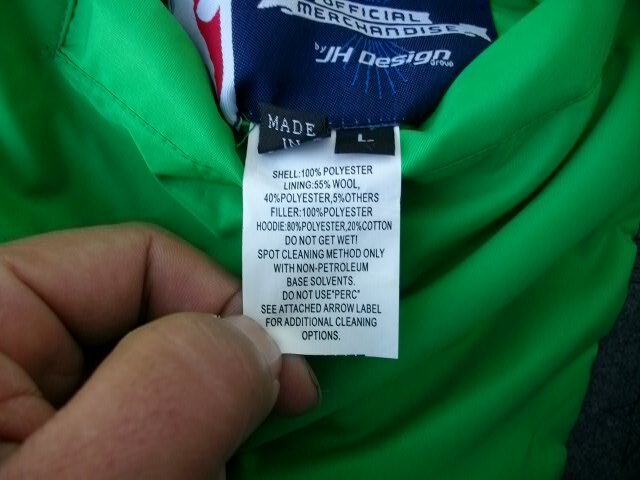 OFFICIAL
MERCHANDISE
by JH Design
group
MADE
IN
L
SHELL:100% POLYESTER
LINING:55% WOOL,
40%POLYESTER,5%OTHERS
FILLER:100%POLYESTER
HOODIE:80%POLYESTER,20%COTTON
DO NOT GET WET!
SPOT CLEANING METHOD ONLY
WITH NON-PETROLEUM
BASE SOLVENTS.
DO NOT USE"PERC"
SEE ATTACHED ARROW LABEL
FOR ADDITIONAL CLEANING
OPTIONS.